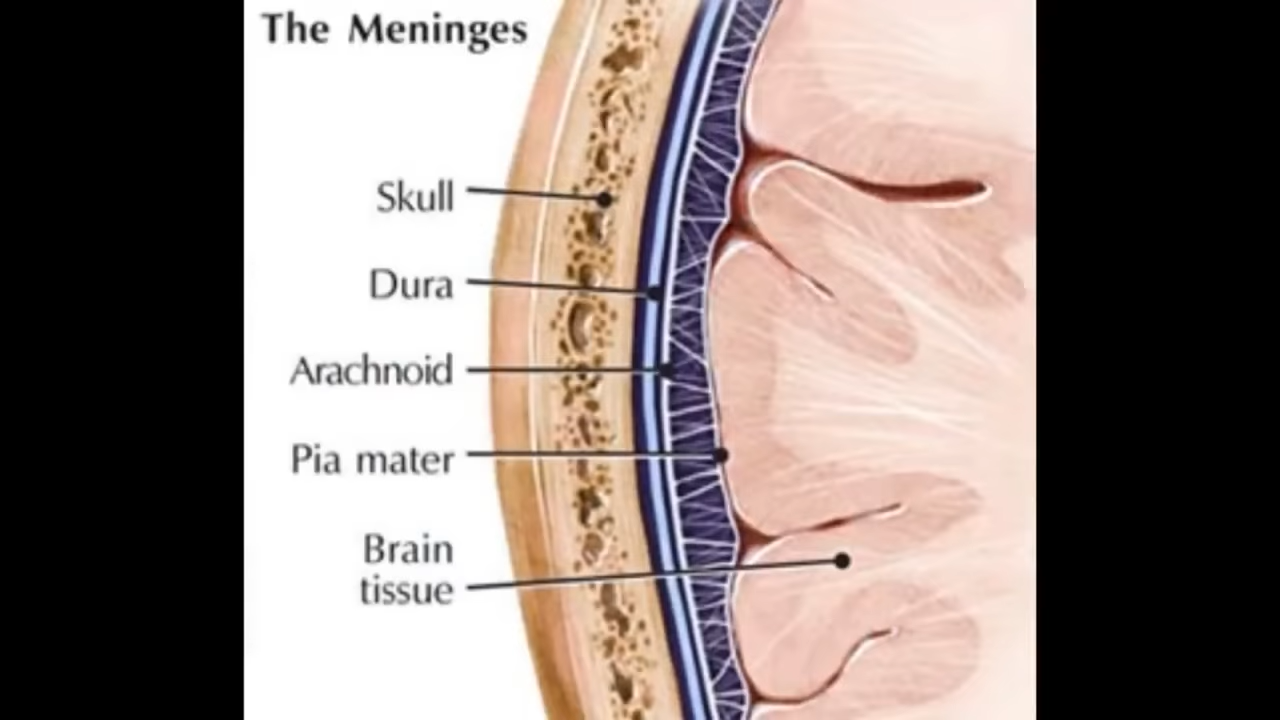 The Meninges
Skull
Dura
Arachnoid
Pia mater
Brain
tissue